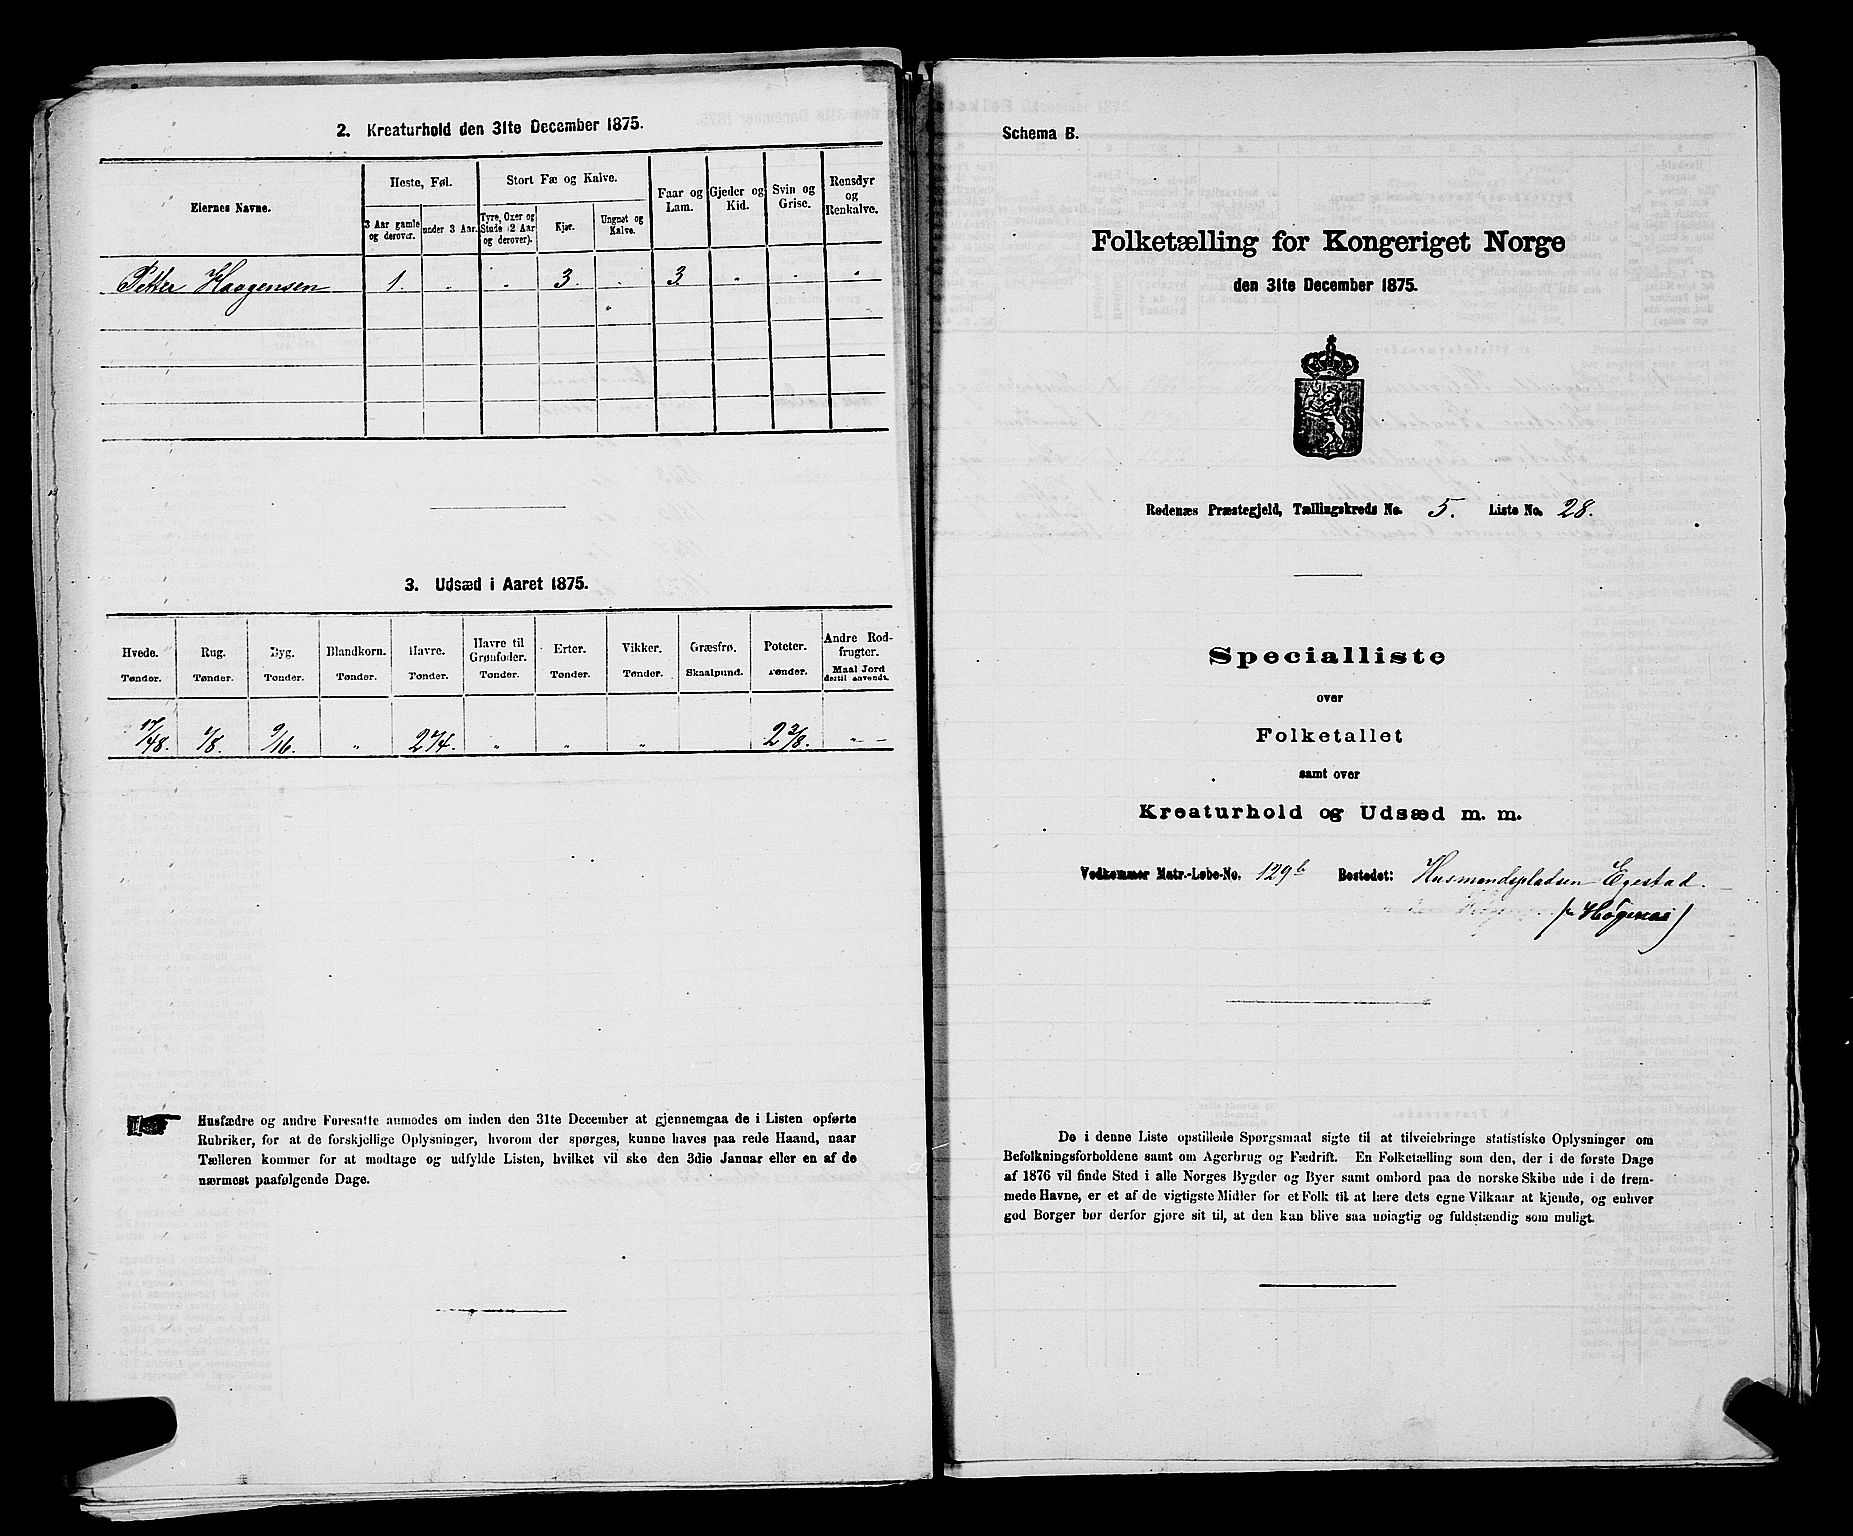 2. Kreaturhold den 31te December 1875.
Eiernes Navne.
Heste, Føl.
3 Aar gamle og derover.
under 3 Aar.
Stort Fæ og Kalve.
Tyre, Oxer og Stude (2 Aar og derover).
Kjør.
Ungnøt og Kalve.
Faar og Lam.
Gjeder og Kid.
Svin og Grise.
Rensdyr og Renkalve.
Petter Haagensen 1. " " 3. " 3. " " "
"
3. Udsæd i Aaret 1875.
Hvede. Rug. Byg. Blandkorn. Havre. Havre til Grønfoder. Erter. Vikker. Græsfrø. Poteter. Andre Rodfrugter.
Tønder. Tønder. Tønder. Tønder. Tønder. Tønder. Tønder. Tønder. Skaalpund. Tønder. Maal Jord dertil anvendt.
17/48. 1/8. 9/16. " 2 1/4. " " " 2 3/8. " –
Husfædre og andre Foresatte anmodes om inden den 31te December at gjennemgaa de i Listen opførte
Rubriker, for at de forskjellige Oplysninger, hvorom der spørges, kunne haves paa rede Haand, naar
Tælleren kommer for at modtage og udfylde Listen, hvilket vil ske den 3die Januar eller en af de
nærmest paafølgende Dage.
Schema B.
Folketælling for Kongeriget Norge
den 31te December 1875.
Rødenæs Præstegjeld, Tællingskreds No. 5. Liste No. 28.
Specialliste
over
Folketallet
samt over
Kreaturhold og Udsæd m. m.
Vedkommer Matr.-Løbe-No. 129b Bostedet: Husmandspladsen Egestad.
Høgenæs)
De i denne Liste opstillede Spørgsmaal sigte til at tilveiebringe statistiske Oplysninger om
Befolkningsforholdene samt om Agerbrug og Fædrift. En Folketælling som den, der i de første Dage
af 1876 vil finde Sted i alle Norges Bygder og Byer samt ombord paa de norske Skibe ude i de frem-
mede Havne, er et af de vigtigste Midler for et Folk til at lære dets egne Vilkaar at kjende, og enhver
god Borger bør derfor gjøre sit til, at den kan blive saa nøiagtig og fuldstændig som muligt.